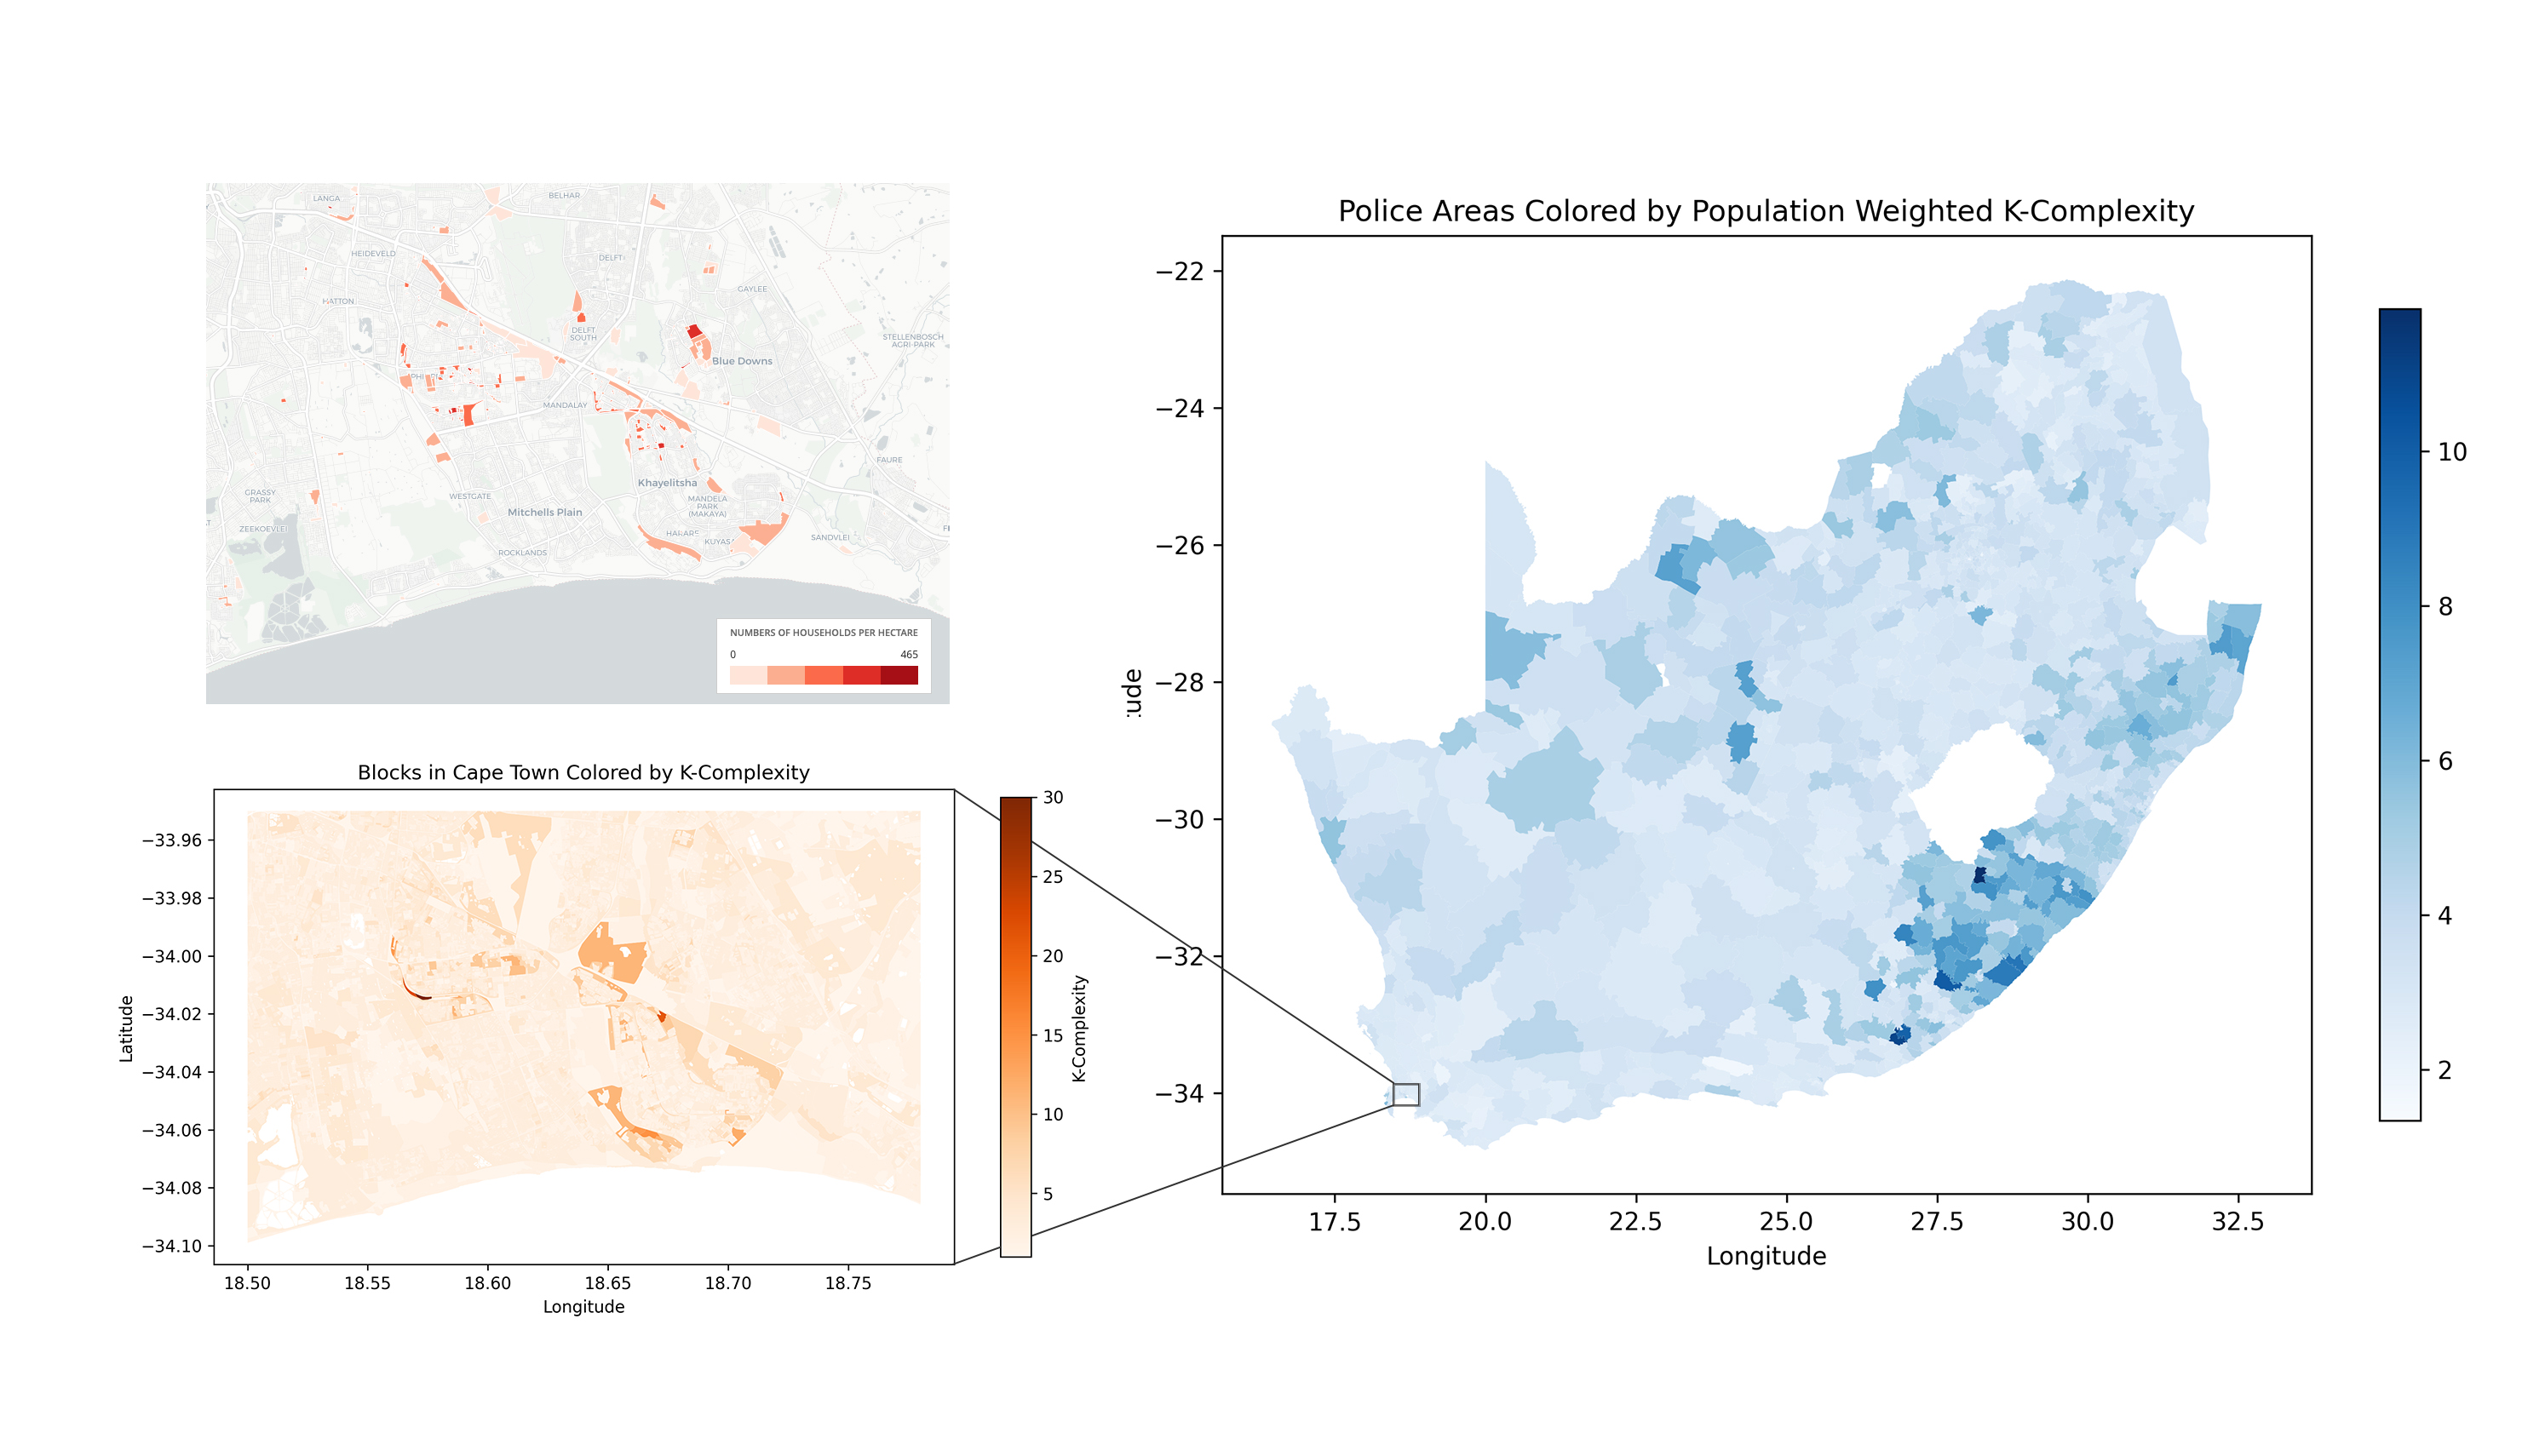 LANGA
BELHAR
HEIDEVELD
DELFT
HATTON
GAYLEE
DELFT
SOUTH
STELLENBOSCH
AGRI-PARK
Blue Downs
MANDALAY
FAURE
Khayelitsha
GRASSY
PARK
WESTGATE
MANDELA
PARK
(MAKAYA)
Mitchells Plain
ZEEKOEVLEI
HARARE
KUYAS
SANDVLEI
ROCKLANDS
NUMBERS OF HOUSEHOLDS PER HECTARE
0 465
Blocks in Cape Town Colored by K-Complexity
−33.96
−33.98
−34.00
−34.02
−34.04
−34.06
−34.08
−34.10
Latitude
18.50 18.55 18.60 18.65 18.70 18.75
Longitude
30
25
20
15
10
5
K-Complexity
Police Areas Colored by Population Weighted K-Complexity
−22
−24
−26
−28
−30
−32
−34
ude
17.5 20.0 22.5 25.0 27.5 30.0 32.5
Longitude
10
8
6
4
2